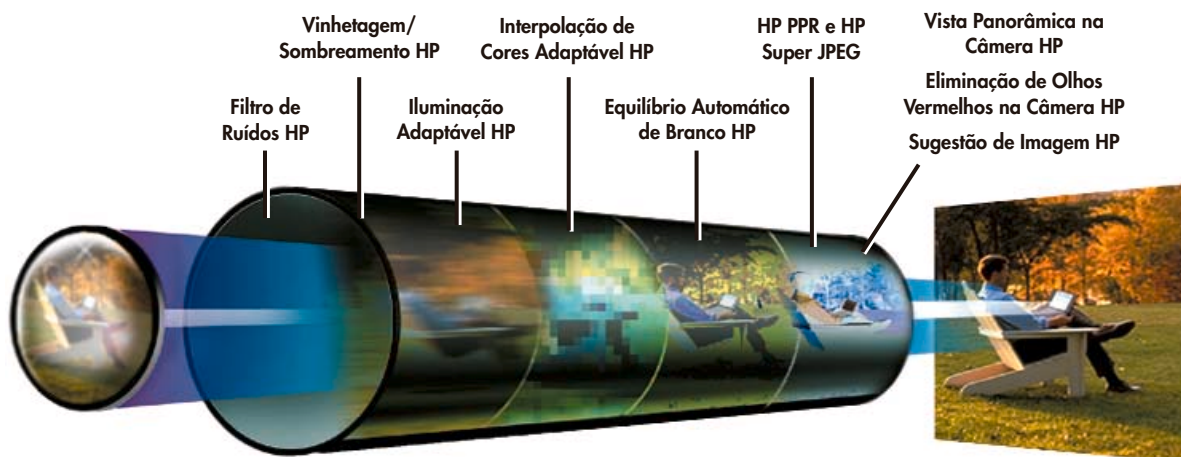 Filtro de
Ruídos HP
Vinhetagem/
Sombreamento HP
Iluminação
Adaptável HP
Interpolação de
Cores Adaptável HP
Equilíbrio Automático
de Branco HP
HP PPR e HP
Super JPEG
Vista Panorâmica na
Câmera HP
Eliminação de Olhos
Vermelhos na Câmera HP
Sugestão de Imagem HP